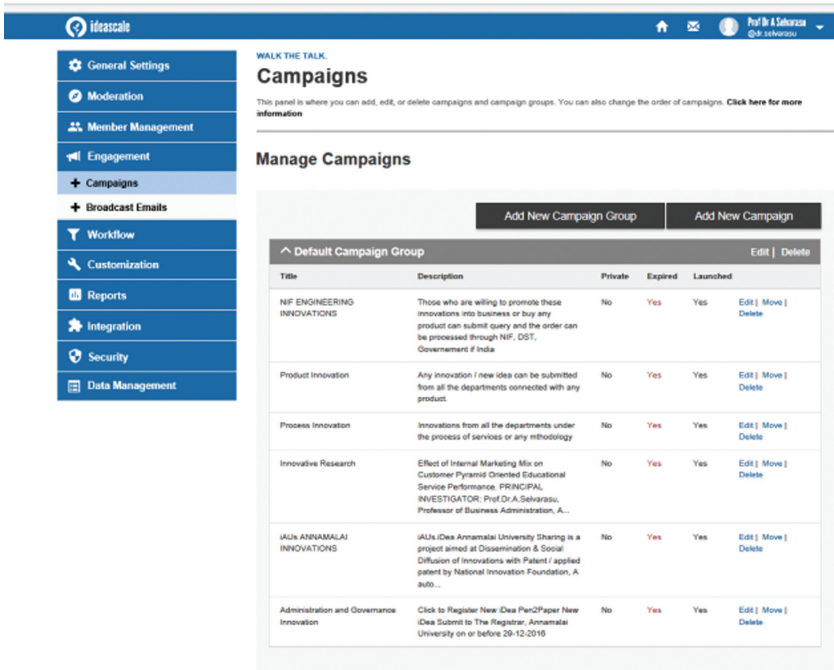 ideascale
Prof Dr A Selvarasu
@dr.selvarasu
General Settings
Moderation
Member Management
Engagement
Campaigns
Broadcast Emails
Workflow
Customization
Reports
Integration
Security
Data Management
WALK THE TALK.
Campaigns
This panel is where you can add, edit, or delete campaigns and campaign groups. You can also change the order of campaigns. Click here for more
information
Manage Campaigns
Add New Campaign Group
Add New Campaign
Default Campaign Group Edit | Delete
Title Description Private Expired Launched
NIF ENGINEERING Those who are willing to promote these No Yes Yes Edit | Move |
INNOVATIONS innovations into business or buy any Delete
product can submit query and the order can
be processed through NIF, DST,
Governement if India
Product Innovation Any innovation / new idea can be submitted No Yes Yes Edit | Move |
from all the departments connected with any Delete
product.
Process Innovation Innovations from all the departments under No Yes Yes Edit | Move |
the process of services or any mthodology Delete
Innovative Research Effect of Internal Marketing Mix on No Yes Yes Edit | Move |
Customer Pyramid Oriented Educational Delete
Service Performance. PRINCIPAL
INVESTIGATOR: Prof.Dr.A.Selvarasu,
Professor of Business Administration, A...
iAUs ANNAMALAI iAUs.iDea Annamalai University Sharing is a No Yes Yes Edit | Move |
INNOVATIONS project aimed at Dissemination & Social Delete
Diffusion of Innovations with Patent / applied
patent by National Innovation Foundation, A
auto...
Administration and Governance Click to Register New iDea Pen2Paper New No Yes Yes Edit | Move |
Innovation iDea Submit to The Registrar, Annamalai Delete
University on or before 29-12-2016